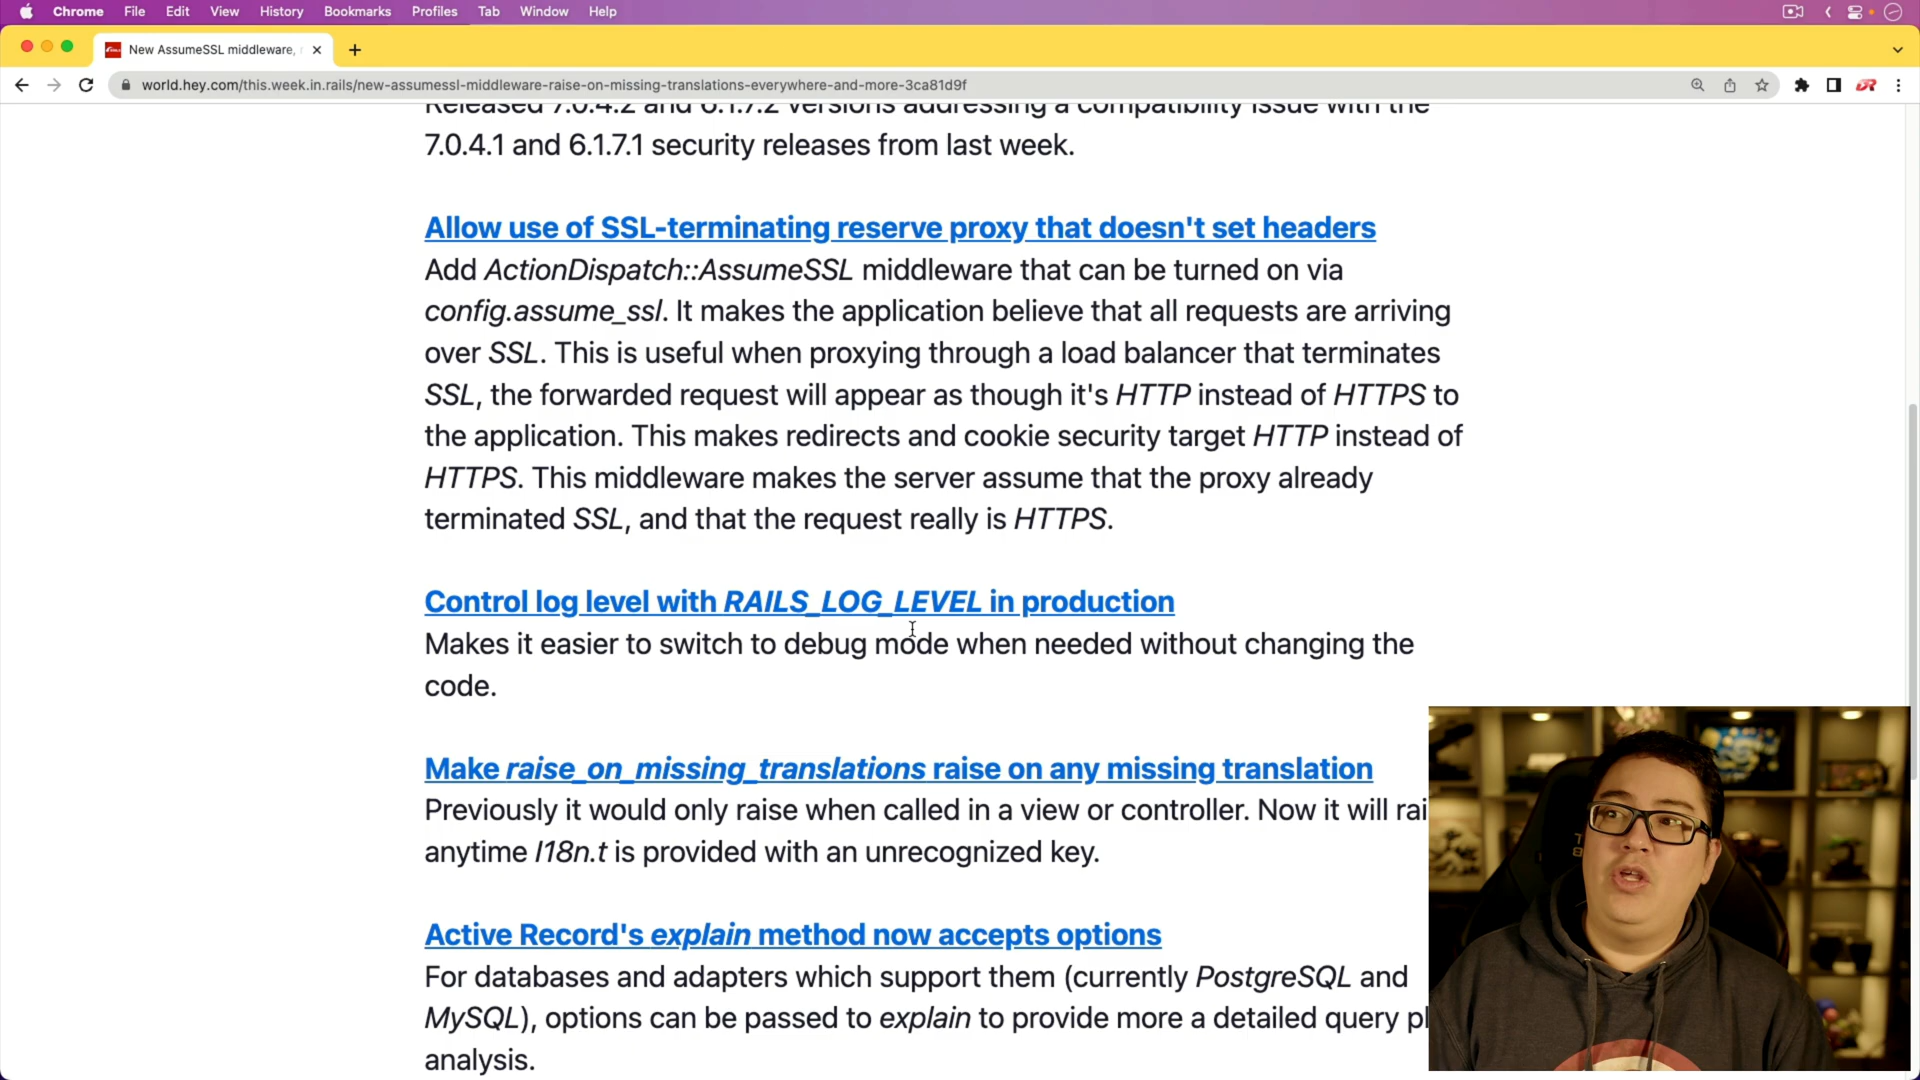 Chrome File Edit View History Bookmarks Profiles Tab Window Help
New AssumeSSL middleware,
world.hey.com/this.week.in.rails/new-assumessl-middleware-raise-on-missing-translations-everywhere-and-more-3ca81d9f
Released 7.0.4.2 and 6.1.7.2 versions addressing a compatibility issue with the
7.0.4.1 and 6.1.7.1 security releases from last week.
Allow use of SSL-terminating reserve proxy that doesn't set headers
Add ActionDispatch::AssumeSSL middleware that can be turned on via
config.assume_ssl. It makes the application believe that all requests are arriving
over SSL. This is useful when proxying through a load balancer that terminates
SSL, the forwarded request will appear as though it's HTTP instead of HTTPS to
the application. This makes redirects and cookie security target HTTP instead of
HTTPS. This middleware makes the server assume that the proxy already
terminated SSL, and that the request really is HTTPS.
Control log level with RAILS_LOG_LEVEL in production
Makes it easier to switch to debug mode when needed without changing the
code.
Make raise_on_missing_translations raise on any missing translation
Previously it would only raise when called in a view or controller. Now it will rai
anytime I18n.t is provided with an unrecognized key.
Active Record's explain method now accepts options
For databases and adapters which support them (currently PostgreSQL and
MySQL), options can be passed to explain to provide more a detailed query pl
analysis.